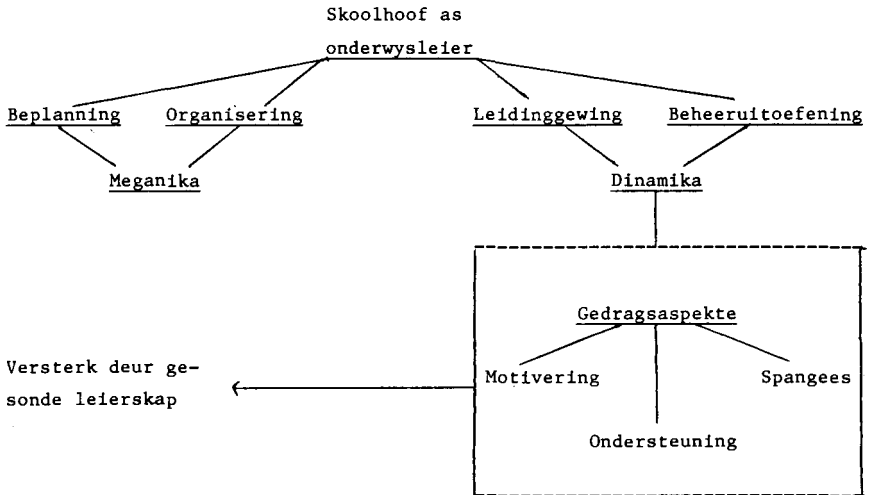 Skoolhoof as
onderwysleier
Beplanning Organisering Leidinggewing Beheeruitoefening
Meganika Dinamika
Gedragsaspekte
Versterk deur ge-
sonde leierskap
Motivering Spangees
Ondersteuning